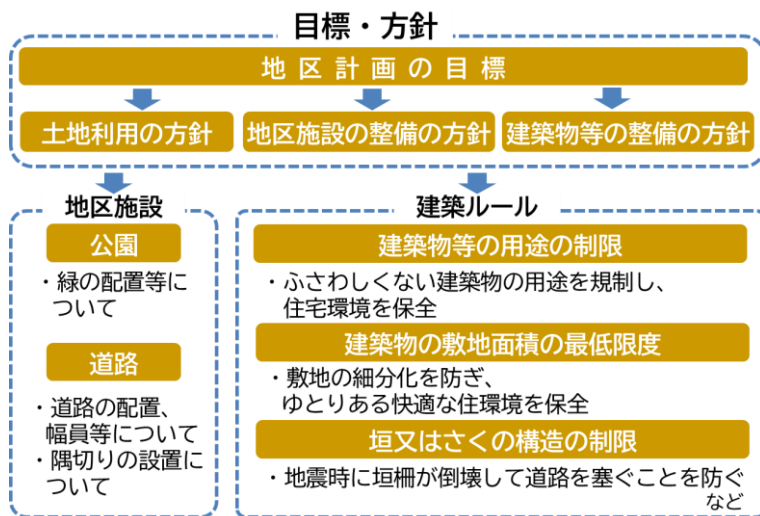 目標・方針
地区計画の目標
土地利用の方針
地区施設の整備の方針
建築物等の整備の方針
地区施設
公園
・緑の配置等に
ついて
道路
・道路の配置、
幅員等について
・隅切りの設置に
ついて
建築ルール
建築物等の用途の制限
・ふさわしくない建築物の用途を規制し、
住宅環境を保全
建築物の敷地面積の最低限度
・敷地の細分化を防ぎ、
ゆとりある快適な住環境を保全
垣又はさくの構造の制限
・地震時に垣柵が倒壊して道路を塞ぐことを防ぐ
など